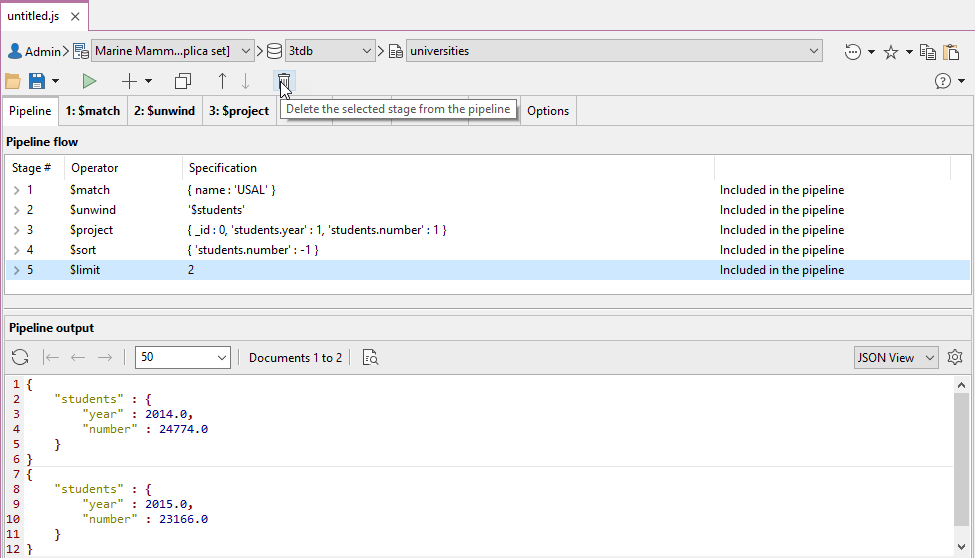 untitled.js
Admin Marine Mamm...plica set] 3tdb universities
Pipeline 1: $match 2: $unwind 3: $project Options
Delete the selected stage from the pipeline
Pipeline flow
Stage # Operator Specification
1 $match { name : 'USAL' } Included in the pipeline
2 $unwind '$students' Included in the pipeline
3 $project { _id : 0, 'students.year' : 1, 'students.number' : 1 } Included in the pipeline
4 $sort { 'students.number' : -1 } Included in the pipeline
5 $limit 2 Included in the pipeline
Pipeline output
50 Documents 1 to 2 JSON View
1 {
2 "students" : {
3 "year" : 2014.0,
4 "number" : 24774.0
5 }
6 }
7 {
8 "students" : {
9 "year" : 2015.0,
10 "number" : 23166.0
11 }
12 }